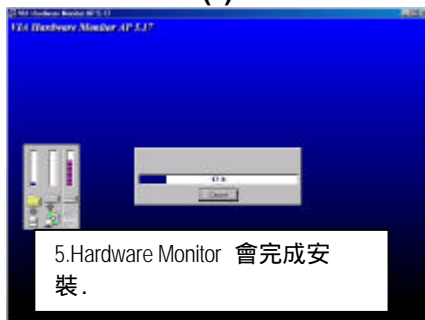 VIA Hardware Monitor AP 5.17
VIA Hardware Monitor AP 5.17
Cancel
5.Hardware Monitor 會完成安
裝.